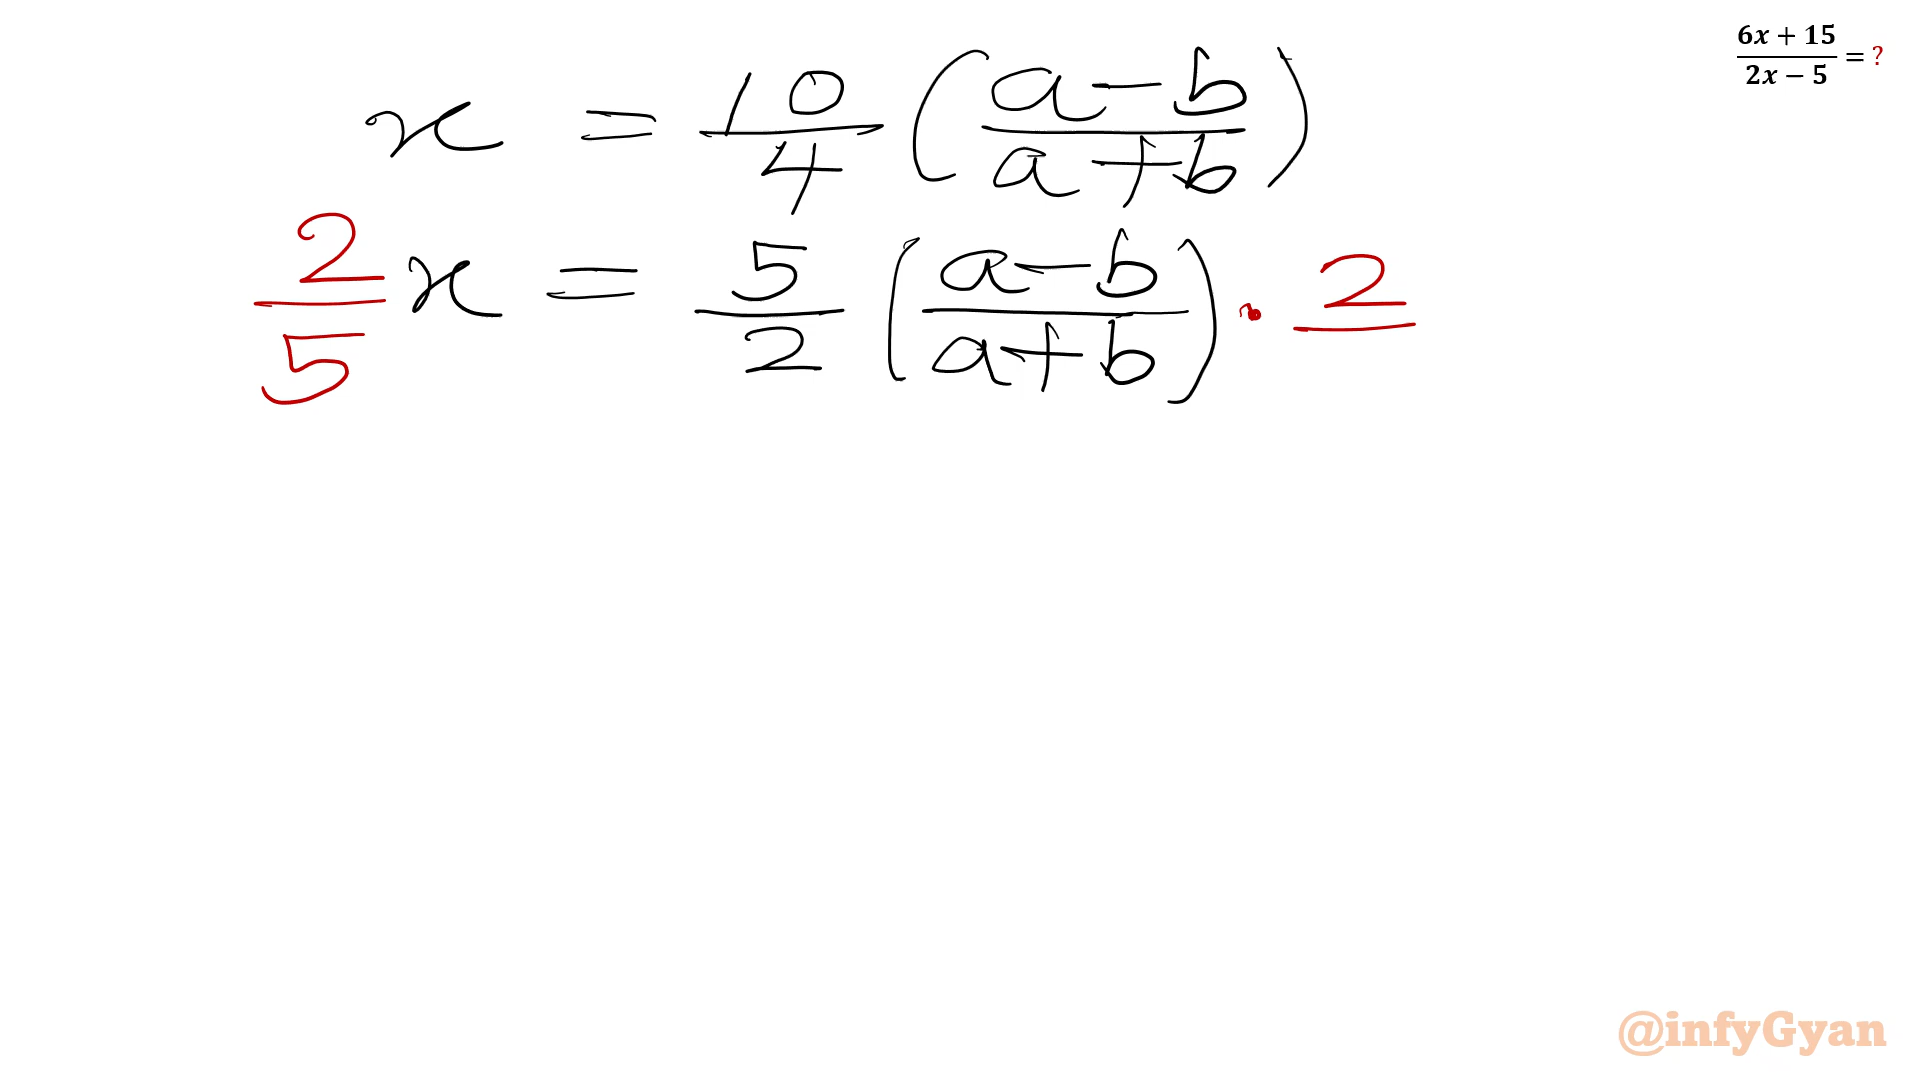 x = 10/4 ((a-b)/(a+b))
2/5 x = 5/2 ((a-b)/(a+b)) · 2/
(6x + 15)/(2x − 5) = ?
@infyGyan